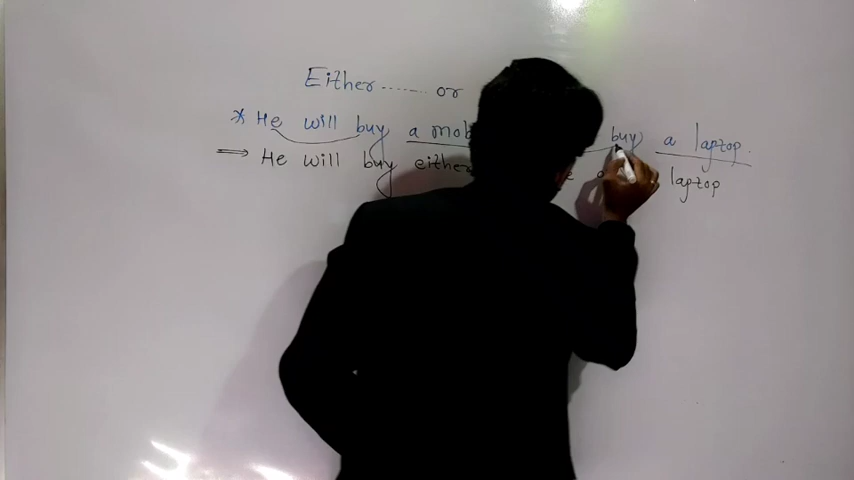 Either ....... or
* He will buy a mob buy a laptop.
⟹ He will buy either laptop